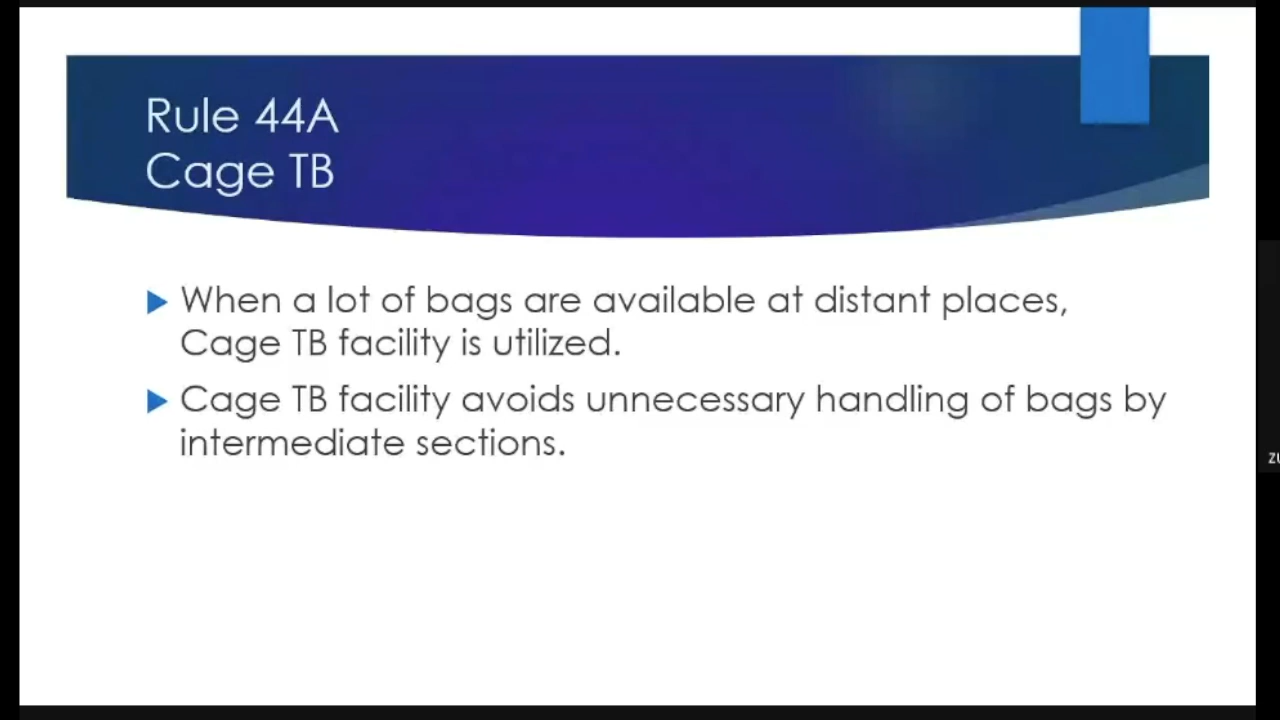 Rule 44A
Cage TB
When a lot of bags are available at distant places,
Cage TB facility is utilized.
Cage TB facility avoids unnecessary handling of bags by
intermediate sections.